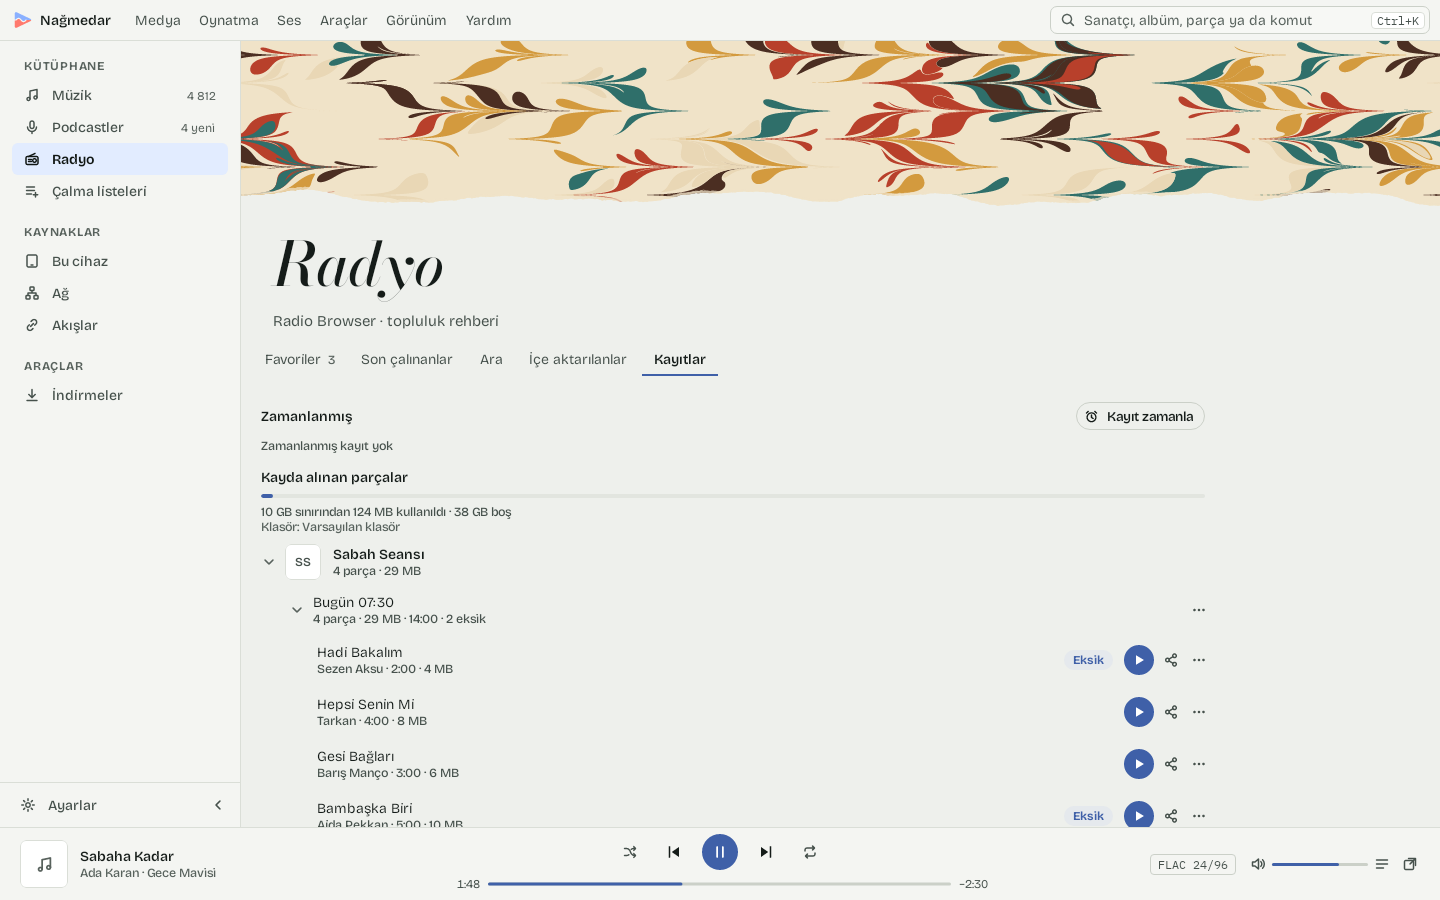 Nağmedar
Medya
Oynatma
Ses
Araçlar
Görünüm
Yardım
Sanatçı, albüm, parça ya da komut
Ctrl+K
KÜTÜPHANE
Müzik
4 812
Podcastler
4 yeni
Radyo
Çalma listeleri
KAYNAKLAR
Bu cihaz
Ağ
Akışlar
ARAÇLAR
İndirmeler
Ayarlar
Radyo
Radio Browser · topluluk rehberi
Favoriler 3
Son çalınanlar
Ara
İçe aktarılanlar
Kayıtlar
Zamanlanmış
Kayıt zamanla
Zamanlanmış kayıt yok
Kayda alınan parçalar
10 GB sınırından 124 MB kullanıldı · 38 GB boş
Klasör: Varsayılan klasör
SS
Sabah Seansı
4 parça · 29 MB
Bugün 07:30
4 parça · 29 MB · 14:00 · 2 eksik
Hadi Bakalım
Sezen Aksu · 2:00 · 4 MB
Eksik
Hepsi Senin Mi
Tarkan · 4:00 · 8 MB
Gesi Bağları
Barış Manço · 3:00 · 6 MB
Bambaşka Biri
Ajda Pekkan · 5:00 · 10 MB
Eksik
Sabaha Kadar
Ada Karan · Gece Mavisi
1:48
−2:30
FLAC 24/96